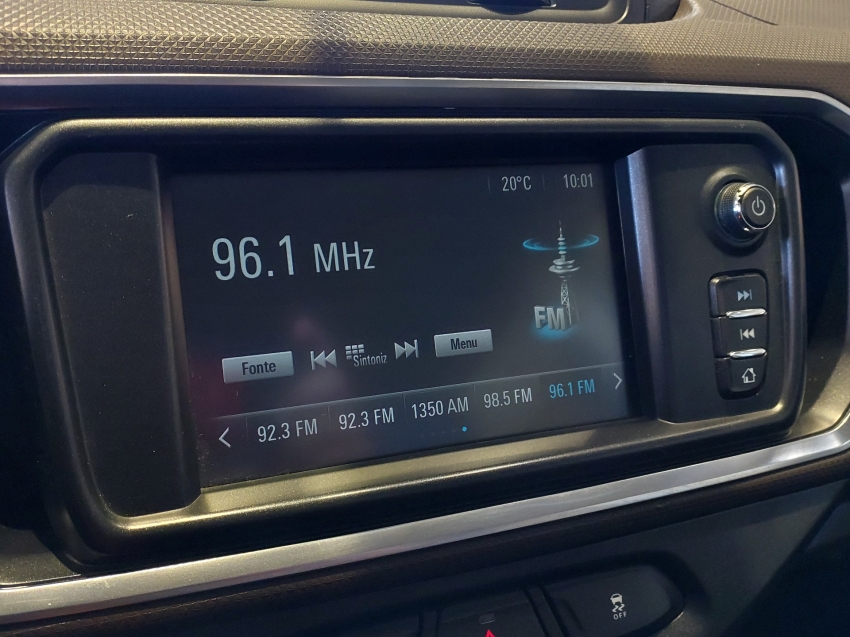 20°C 10:01
96.1 MHz
FM
Fonte Sintoniz Menu
92.3 FM 92.3 FM 1350 AM 98.5 FM 96.1 FM
OFF